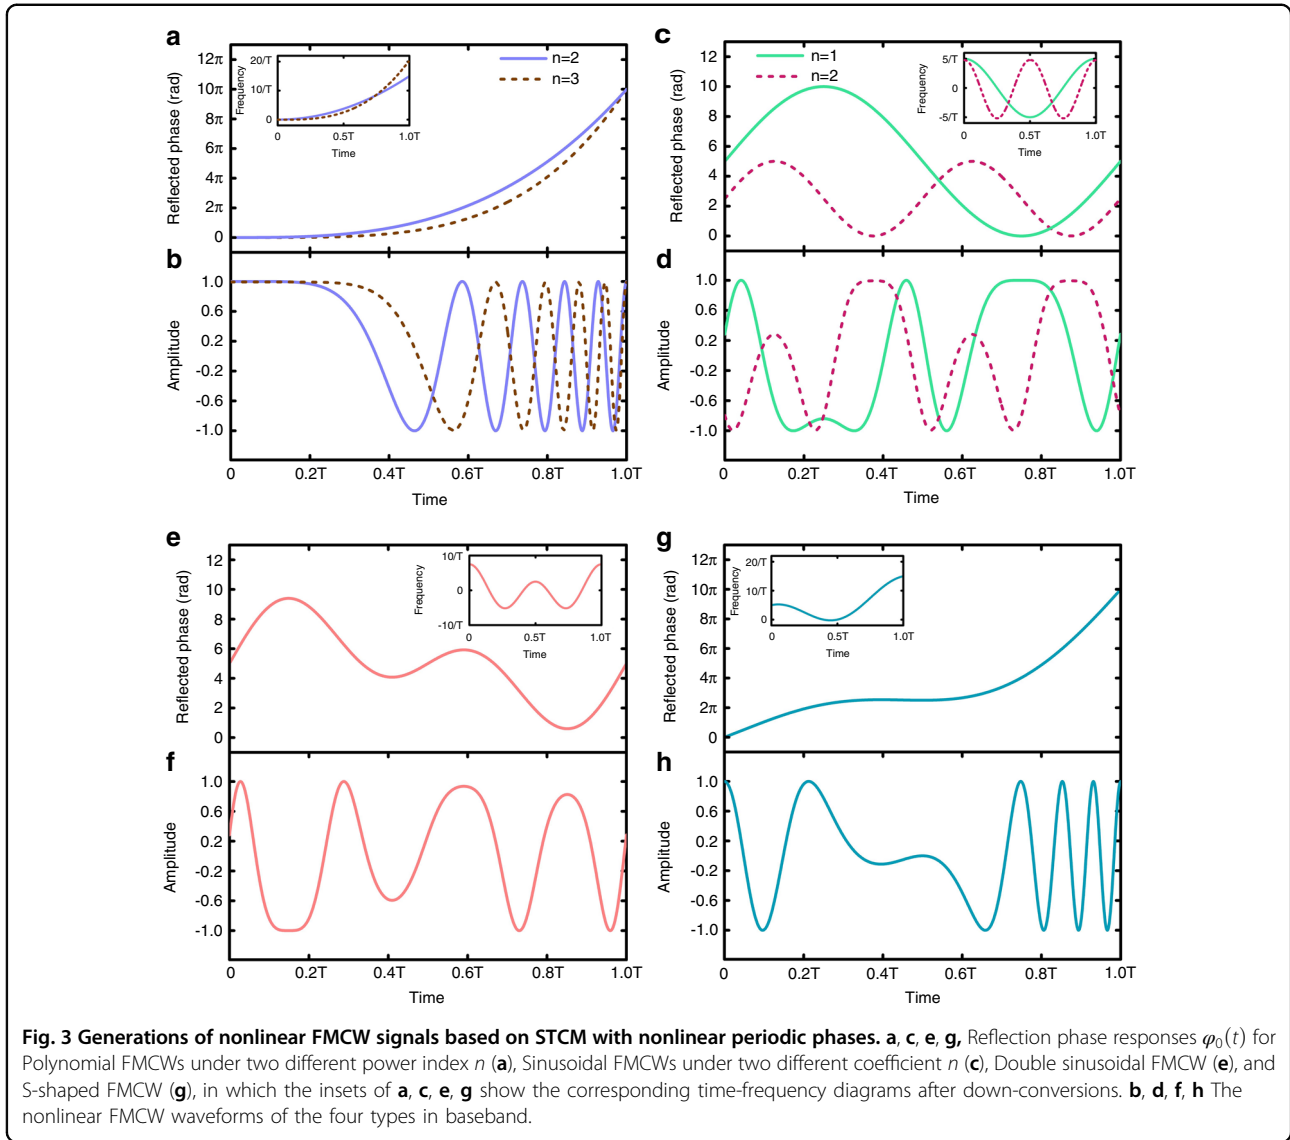 a
12π
10π
8π
6π
4π
2π
0
Reflected phase (rad)
20/T
10/T
0
Frequency
0
0.5T
1.0T
Time
n=2
n=3
b
1.0
0.6
0.2
-0.2
-0.6
-1.0
Amplitude
0
0.2T
0.4T
0.6T
0.8T
1.0T
Time
c
12
10
8
6
4
2
0
Reflected phase (rad)
n=1
n=2
5/T
0
-5/T
Frequency
0
0.5T
1.0T
Time
d
1.0
0.6
0.2
-0.2
-0.6
-1.0
Amplitude
0
0.2T
0.4T
0.6T
0.8T
1.0T
Time
e
12
10
8
6
4
2
0
Reflected phase (rad)
10/T
0
-10/T
Frequency
0
0.5T
1.0T
Time
f
1.0
0.6
0.2
-0.2
-0.6
-1.0
Amplitude
0
0.2T
0.4T
0.6T
0.8T
1.0T
Time
g
12π
10π
8π
6π
4π
2π
0
Reflected phase (rad)
20/T
10/T
0
Frequency
0
0.5T
1.0T
Time
h
1.0
0.6
0.2
-0.2
-0.6
-1.0
Amplitude
0
0.2T
0.4T
0.6T
0.8T
1.0T
Time
Fig. 3 Generations of nonlinear FMCW signals based on STCM with nonlinear periodic phases. a, c, e, g, Reflection phase responses φ₀(t) for
Polynomial FMCWs under two different power index n (a), Sinusoidal FMCWs under two different coefficient n (c), Double sinusoidal FMCW (e), and
S-shaped FMCW (g), in which the insets of a, c, e, g show the corresponding time-frequency diagrams after down-conversions. b, d, f, h The
nonlinear FMCW waveforms of the four types in baseband.